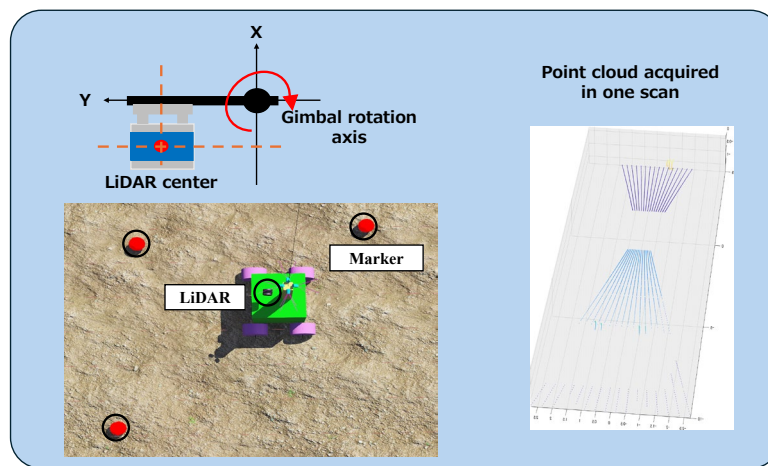 X
Y
Gimbal rotation
axis
LiDAR center
Marker
LiDAR
Point cloud acquired
in one scan